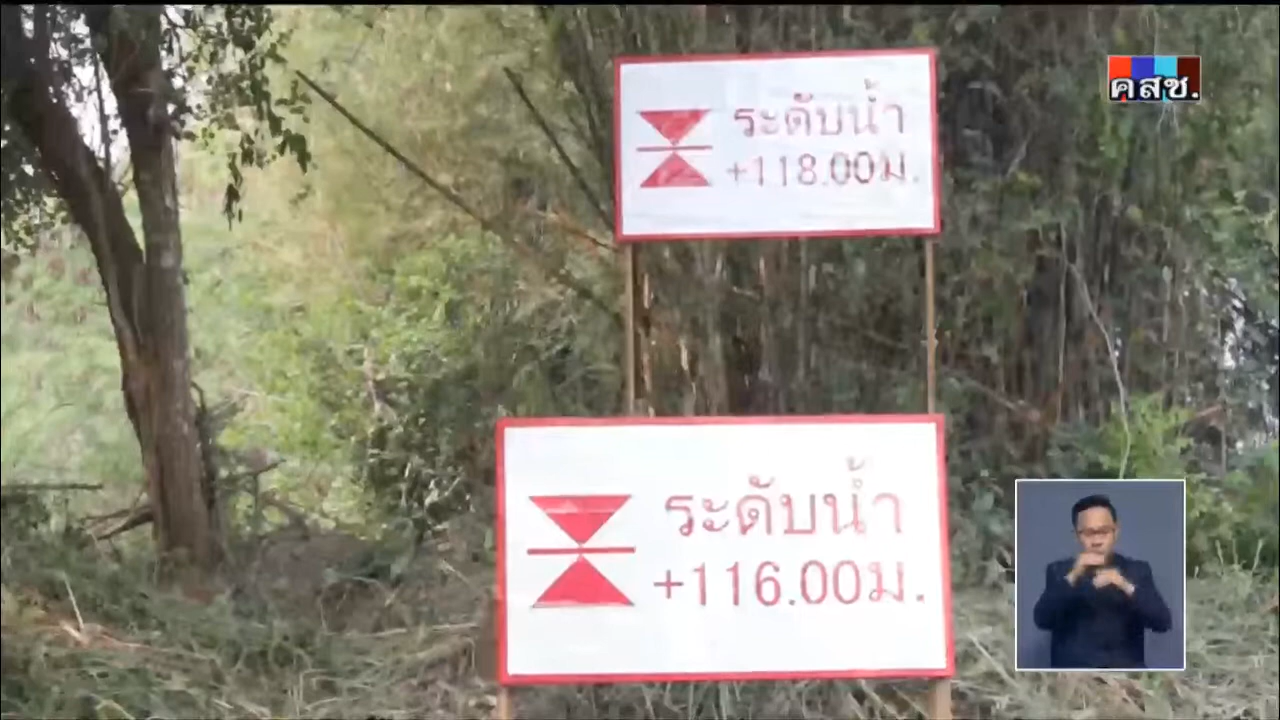 คสช.
ระดับน้ำ
+118.00ม.
ระดับน้ำ
+116.00ม.